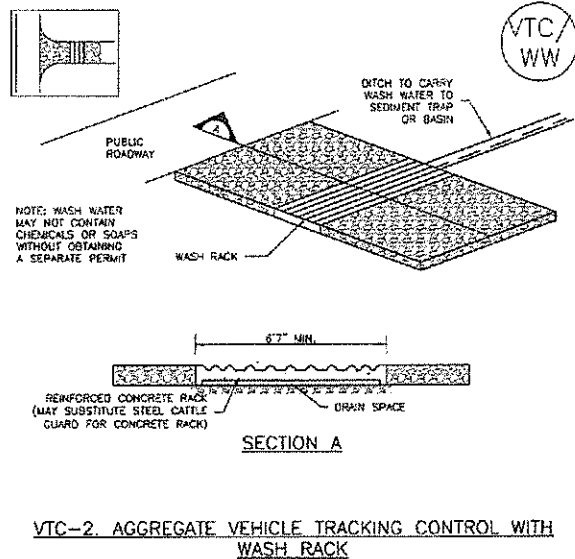 VTC/
WW
DITCH TO CARRY
WASH WATER TO
SEDIMENT TRAP
OR BASIN
A
PUBLIC
ROADWAY
NOTE: WASH WATER
MAY NOT CONTAIN
CHEMICALS OR SOAPS
WITHOUT OBTAINING
A SEPARATE PERMIT
WASH RACK
6'7" MIN.
REINFORCED CONCRETE RACK
(MAY SUBSTITUTE STEEL CATTLE
GUARD FOR CONCRETE RACK)
DRAIN SPACE
SECTION A
VTC-2. AGGREGATE VEHICLE TRACKING CONTROL WITH
WASH RACK